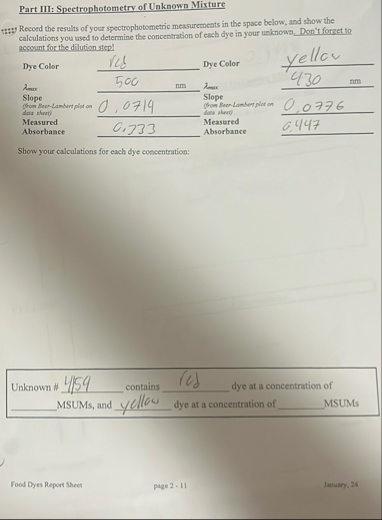 Part III: Spectrophotometry of Unknown Mixture
Record the results of your spectrophotometric measurements in the space below, and show the
calculations you used to determine the concentration of each dye in your unknown. Don't forget to
account for the dilution step!
Dye Color red Dye Color yellow
λmax 500 nm λmax 430 nm
Slope 0.0714 Slope 0.0776
(from Beer-Lambert plot on (from Beer-Lambert plot on
data sheet) data sheet)
Measured Measured
Absorbance 0.733 Absorbance 0.447
Show your calculations for each dye concentration:
Unknown # 4159 contains red dye at a concentration of
MSUMs, and yellow dye at a concentration of MSUMs
Food Dyes Report Sheet page 2 - 11 January, 24